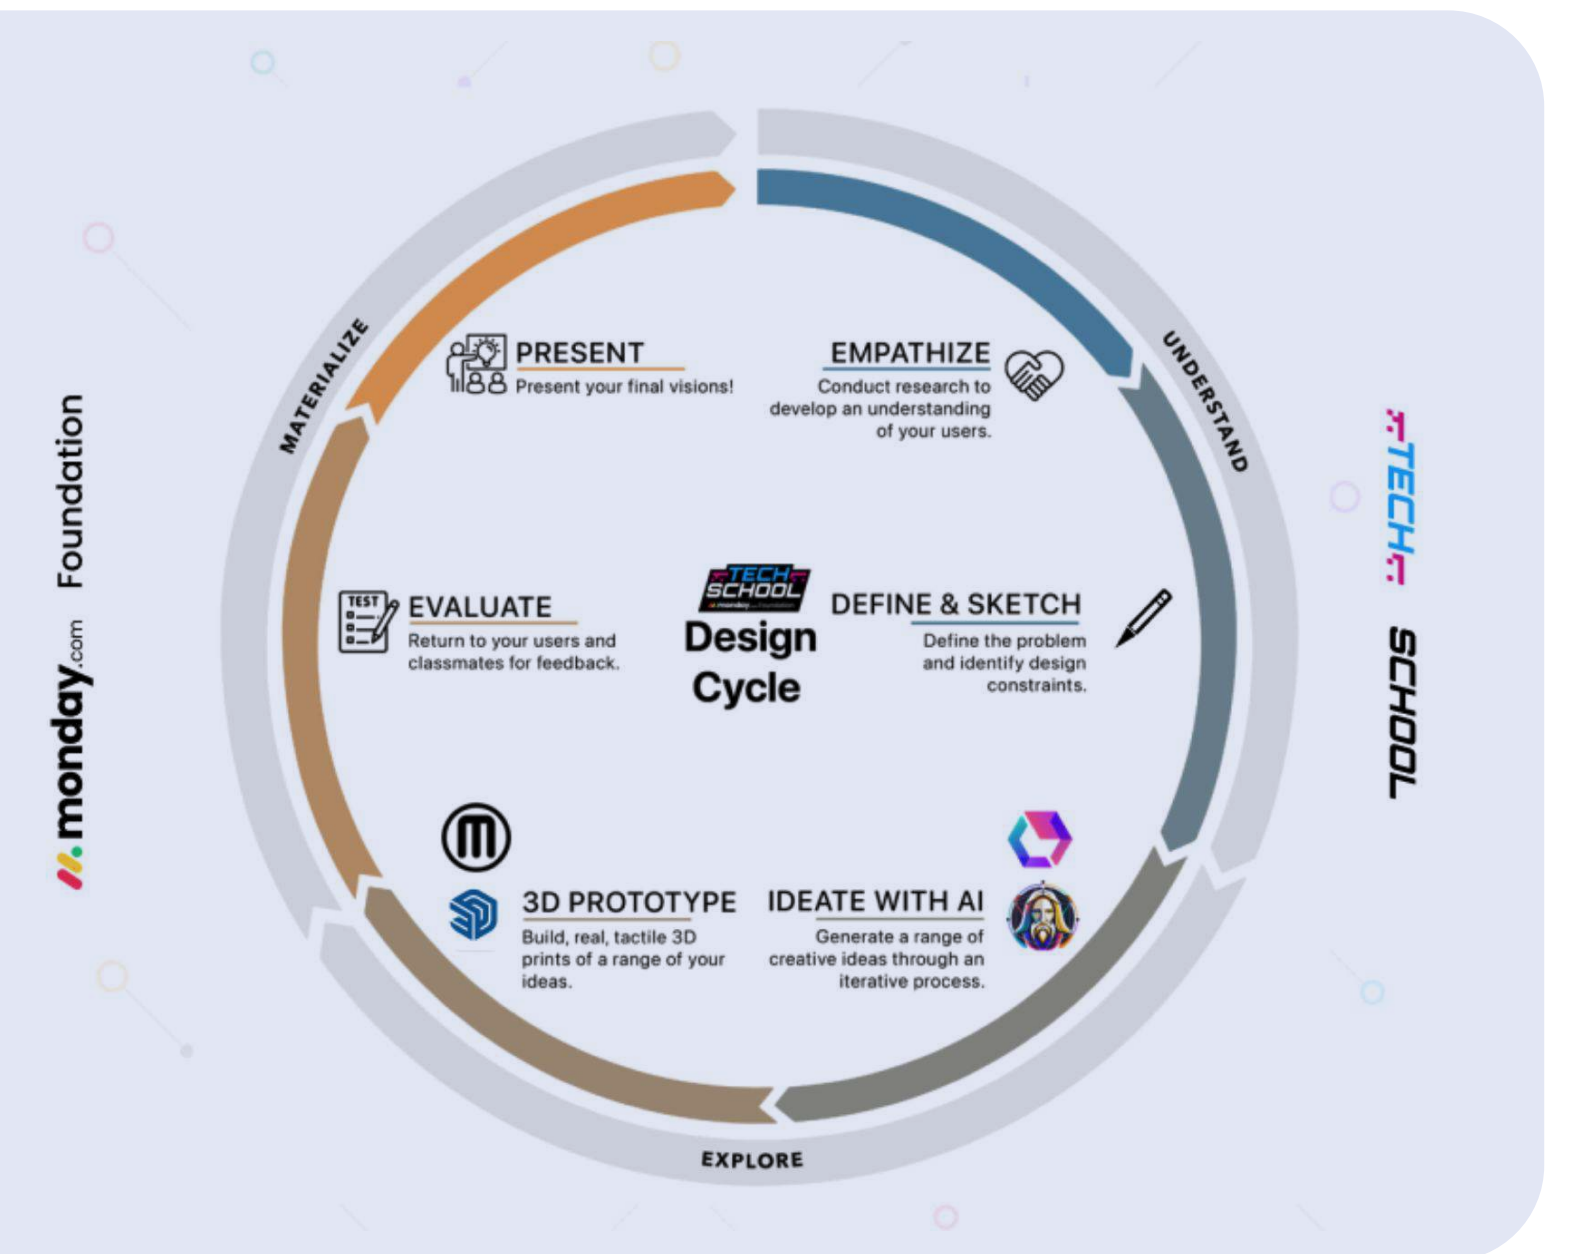 PRESENT
Present your final visions!
EMPATHIZE
Conduct research to
develop an understanding
of your users.
MATERIALIZE
UNDERSTAND
monday.com Foundation
TECH
SCHOOL
TEST
EVALUATE
Return to your users and
classmates for feedback.
TECH
SCHOOL
monday.com Foundation
Design
Cycle
DEFINE & SKETCH
Define the problem
and identify design
constraints.
3D PROTOTYPE
Build, real, tactile 3D
prints of a range of your
ideas.
IDEATE WITH AI
Generate a range of
creative ideas through an
iterative process.
EXPLORE